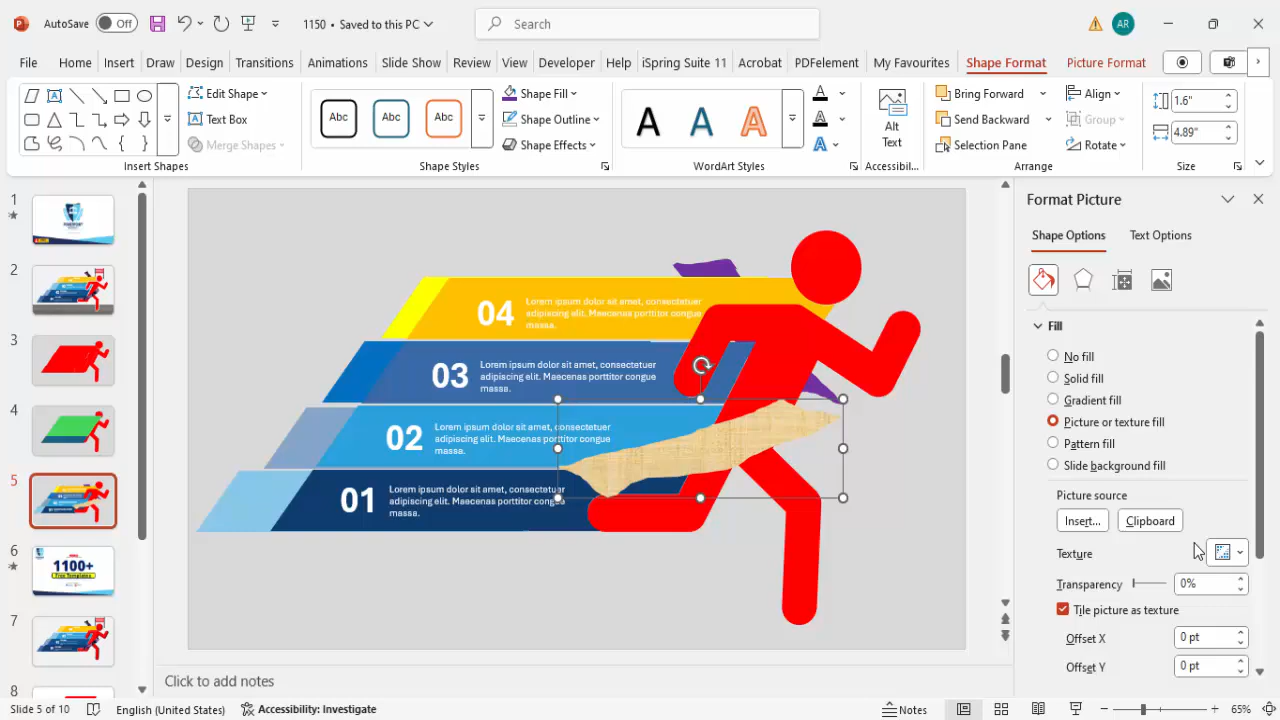 AutoSave Off 1150 • Saved to this PC Search AR
File Home Insert Draw Design Transitions Animations Slide Show Review View Developer Help iSpring Suite 11 Acrobat PDFelement My Favourites Shape Format Picture Format
Edit Shape
Text Box
Merge Shapes
Insert Shapes
Abc Abc Abc
Shape Fill
Shape Outline
Shape Effects
Shape Styles
A A A
WordArt Styles
Alt
Text
Accessibil...
Bring Forward
Send Backward
Selection Pane
Align
Group
Rotate
Arrange
1.6"
4.89"
Size
1
2
3
4
5
6
1100+
7
8
04
Lorem ipsum dolor sit amet, consectetuer
adipiscing elit. Maecenas porttitor congue
massa.
03
Lorem ipsum dolor sit amet, consectetuer
adipiscing elit. Maecenas porttitor congue
massa.
02
Lorem ipsum dolor sit amet, consectetuer
adipiscing elit. Maecenas porttitor congue
massa.
01
Lorem ipsum dolor sit amet, consectetuer
adipiscing elit. Maecenas porttitor congue
massa.
Format Picture
Shape Options Text Options
Fill
No fill
Solid fill
Gradient fill
Picture or texture fill
Pattern fill
Slide background fill
Picture source
Insert... Clipboard
Texture
Transparency 0%
Tile picture as texture
Offset X 0 pt
Offset Y 0 pt
Click to add notes
Slide 5 of 10 English (United States) Accessibility: Investigate Notes 65%